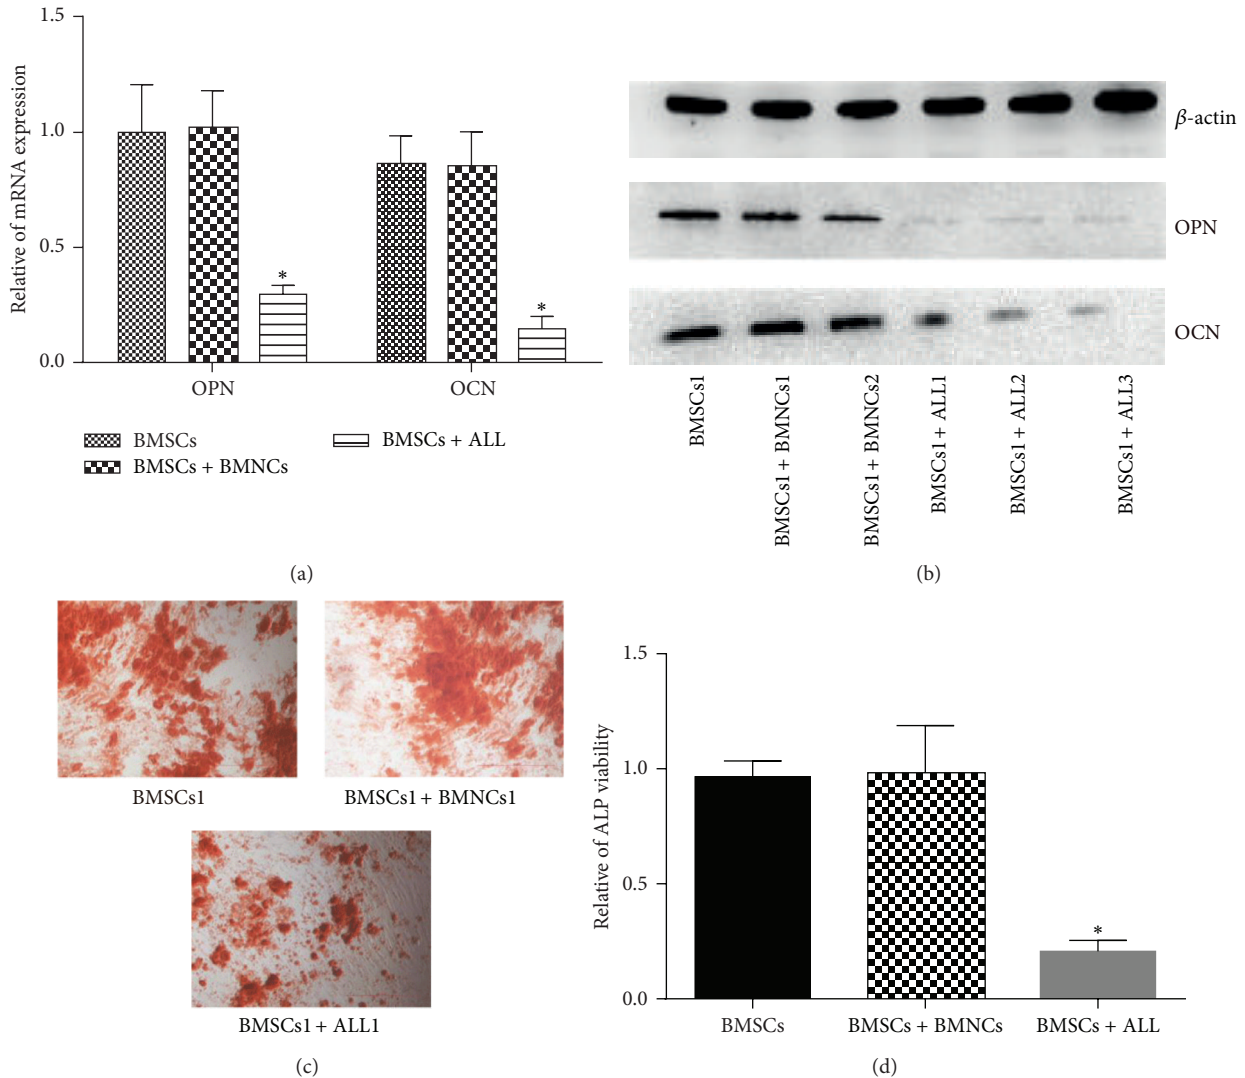 1.5
1.0
0.5
0.0
Relative of mRNA expression
*
*
OPN
OCN
BMSCs
BMSCs + BMNCs
BMSCs + ALL
(a)
β-actin
OPN
OCN
BMSCs1
BMSCs1 + BMNCs1
BMSCs1 + BMNCs2
BMSCs1 + ALL1
BMSCs1 + ALL2
BMSCs1 + ALL3
(b)
BMSCs1
BMSCs1 + BMNCs1
BMSCs1 + ALL1
(c)
1.5
1.0
0.5
0.0
Relative of ALP viability
*
BMSCs
BMSCs + BMNCs
BMSCs + ALL
(d)